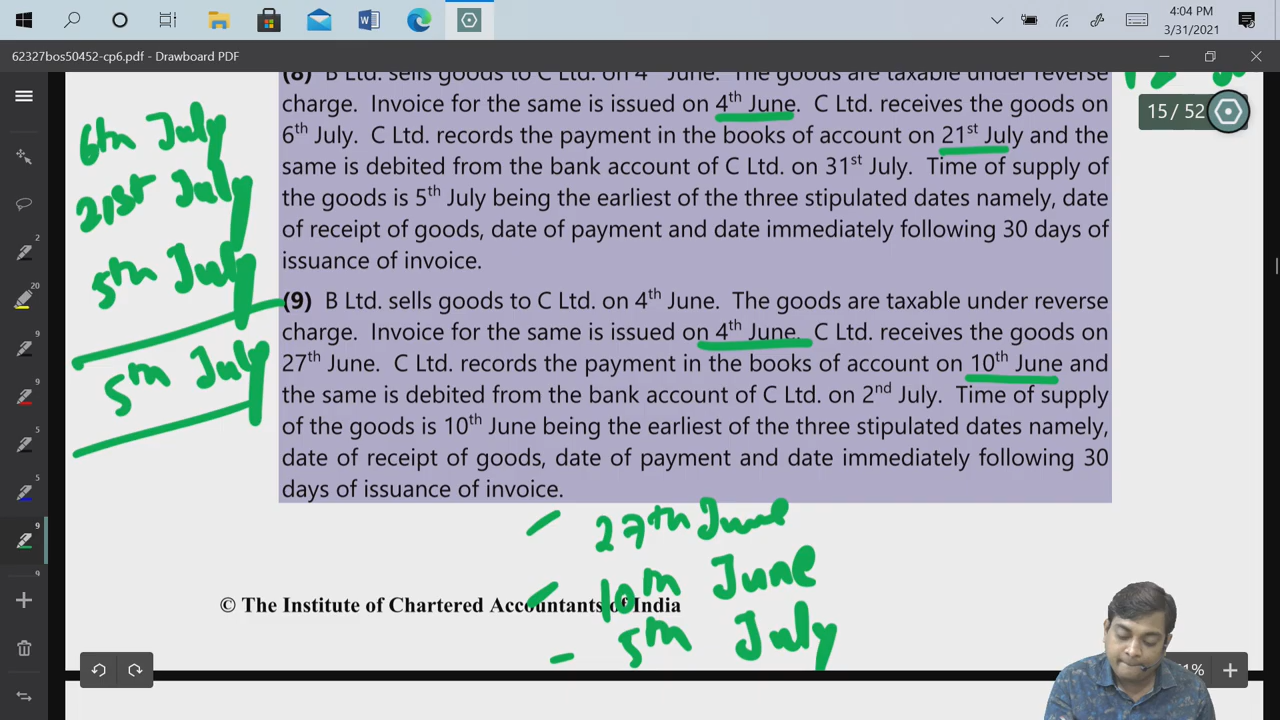 4:04 PM
3/31/2021
62327bos50452-cp6.pdf - Drawboard PDF
(8) B Ltd. sells goods to C Ltd. on 4th June. The goods are taxable under reverse
charge. Invoice for the same is issued on 4th June. C Ltd. receives the goods on
6th July. C Ltd. records the payment in the books of account on 21st July and the
same is debited from the bank account of C Ltd. on 31st July. Time of supply of
the goods is 5th July being the earliest of the three stipulated dates namely, date
of receipt of goods, date of payment and date immediately following 30 days of
issuance of invoice.
(9) B Ltd. sells goods to C Ltd. on 4th June. The goods are taxable under reverse
charge. Invoice for the same is issued on 4th June. C Ltd. receives the goods on
27th June. C Ltd. records the payment in the books of account on 10th June and
the same is debited from the bank account of C Ltd. on 2nd July. Time of supply
of the goods is 10th June being the earliest of the three stipulated dates namely,
date of receipt of goods, date of payment and date immediately following 30
days of issuance of invoice.
15 / 52
6th July
21st July
5th July
5th July
27th June
10th June
5th July
© The Institute of Chartered Accountants of India
2
20
9
9
5
5
9
9
1%